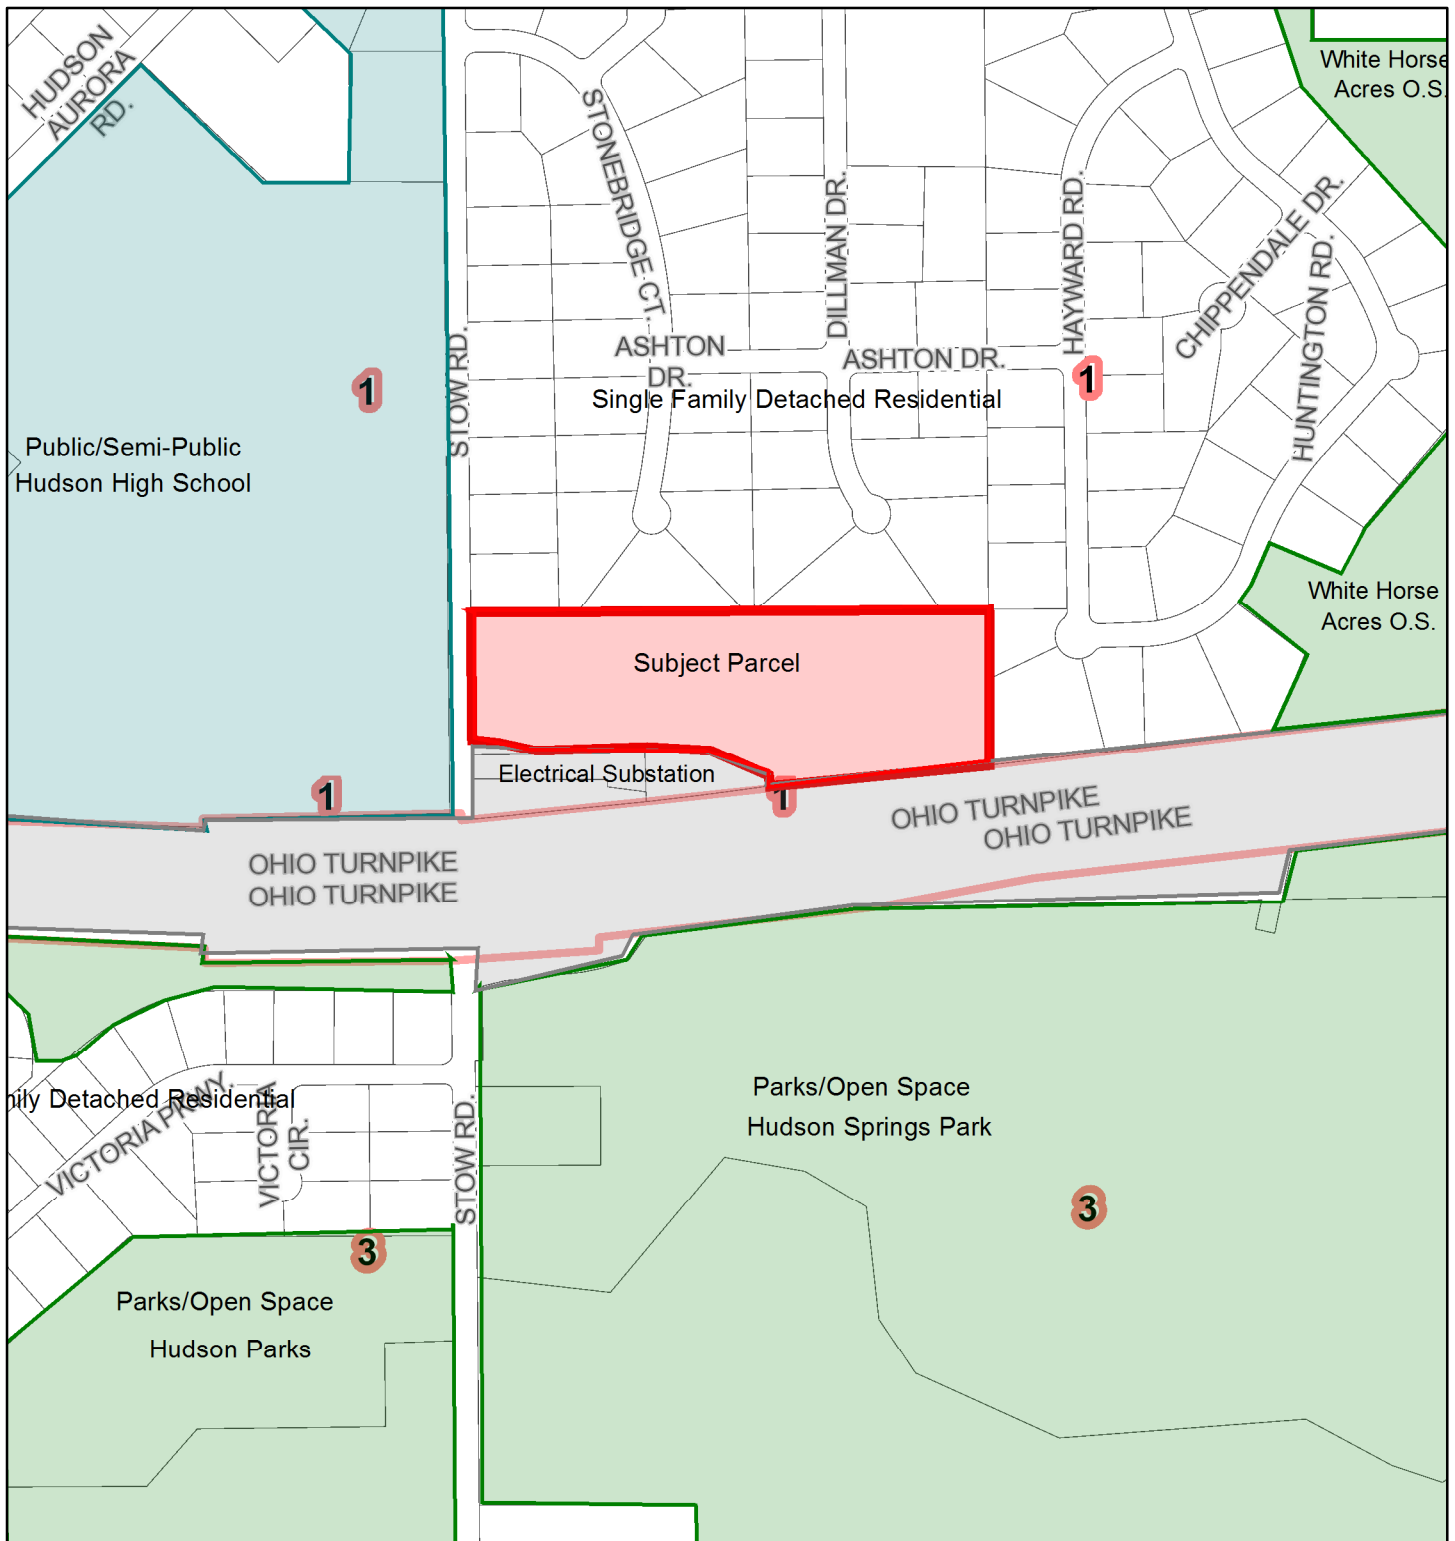 HUDSON
AURORA
RD.
White Horse
Acres O.S.
STONEBRIDGE CT.
DILLMAN DR.
HAYWARD RD.
CHIPPENDALE DR.
HUNTINGTON RD.
STOW RD.
ASHTON
DR.
ASHTON DR.
1
1
Single Family Detached Residential
Public/Semi-Public
Hudson High School
White Horse
Acres O.S.
Subject Parcel
Electrical Substation
1
1
OHIO TURNPIKE
OHIO TURNPIKE
OHIO TURNPIKE
OHIO TURNPIKE
nily Detached Residential
VICTORIA PKWY.
VICTORIA
CIR.
STOW RD.
Parks/Open Space
Hudson Springs Park
3
3
Parks/Open Space
Hudson Parks